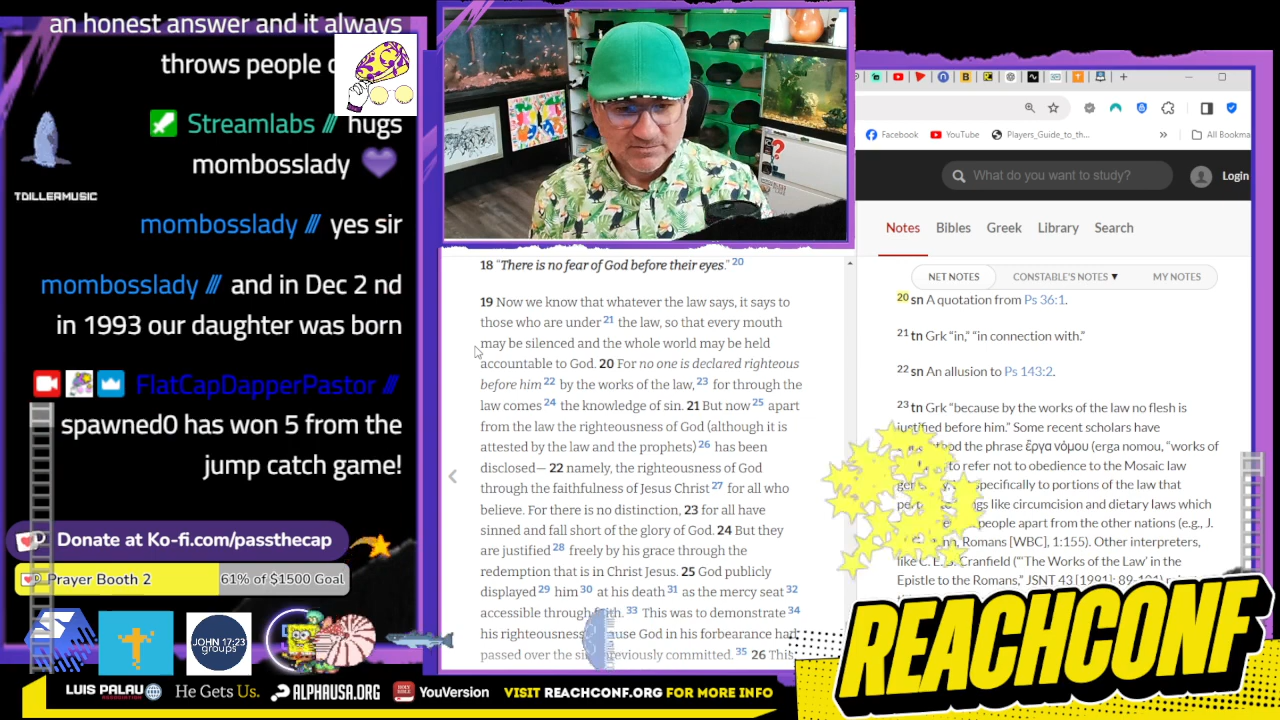 an honest answer and it always
throws people
Streamlabs /// hugs
mombosslady 💜
TDILLERMUSIC
mombosslady /// yes sir
mombosslady /// and in Dec 2 nd
in 1993 our daughter was born
FlatCapDapperPastor ///
spawned0 has won 5 from the
jump catch game!
Donate at Ko-fi.com/passthecap
Prayer Booth 2
61% of $1500 Goal
JOHN 17:23
groups
18 “There is no fear of God before their eyes.” 20
19 Now we know that whatever the law says, it says to
those who are under 21 the law, so that every mouth
may be silenced and the whole world may be held
accountable to God. 20 For no one is declared righteous
before him 22 by the works of the law, 23 for through the
law comes 24 the knowledge of sin. 21 But now 25 apart
from the law the righteousness of God (although it is
attested by the law and the prophets) 26 has been
disclosed— 22 namely, the righteousness of God
through the faithfulness of Jesus Christ 27 for all who
believe. For there is no distinction, 23 for all have
sinned and fall short of the glory of God. 24 But they
are justified 28 freely by his grace through the
redemption that is in Christ Jesus. 25 God publicly
displayed 29 him 30 at his death 31 as the mercy seat 32
accessible through 33 This was to demonstrate 34
his righteousness, God in his forbearance had
passed over the previously committed. 35 26 This
Facebook
YouTube
Players_Guide_to_th...
»
All Bookma
What do you want to study?
Login
Notes
Bibles
Greek
Library
Search
NET NOTES
CONSTABLE'S NOTES ▼
MY NOTES
20 sn A quotation from Ps 36:1.
21 tn Grk “in,” “in connection with.”
22 sn An allusion to Ps 143:2.
23 tn Grk “because by the works of the law no flesh is
justified before him.” Some recent scholars have
the phrase ἔργα νόμου (erga nomou, “works of
to refer not to obedience to the Mosaic law
specifically to portions of the law that
like circumcision and dietary laws which
people apart from the other nations (e.g., J.
Romans [WBC], 1:155). Other interpreters,
like C. E. B. Cranfield (“‘The Works of the Law’ in the
Epistle to the Romans,” JSNT 43 [1991]:
REACHCONF
LUIS PALAU
He Gets Us.
ALPHAUSA.ORG
HOLY
BIBLE
YouVersion
VISIT REACHCONF.ORG FOR MORE INFO